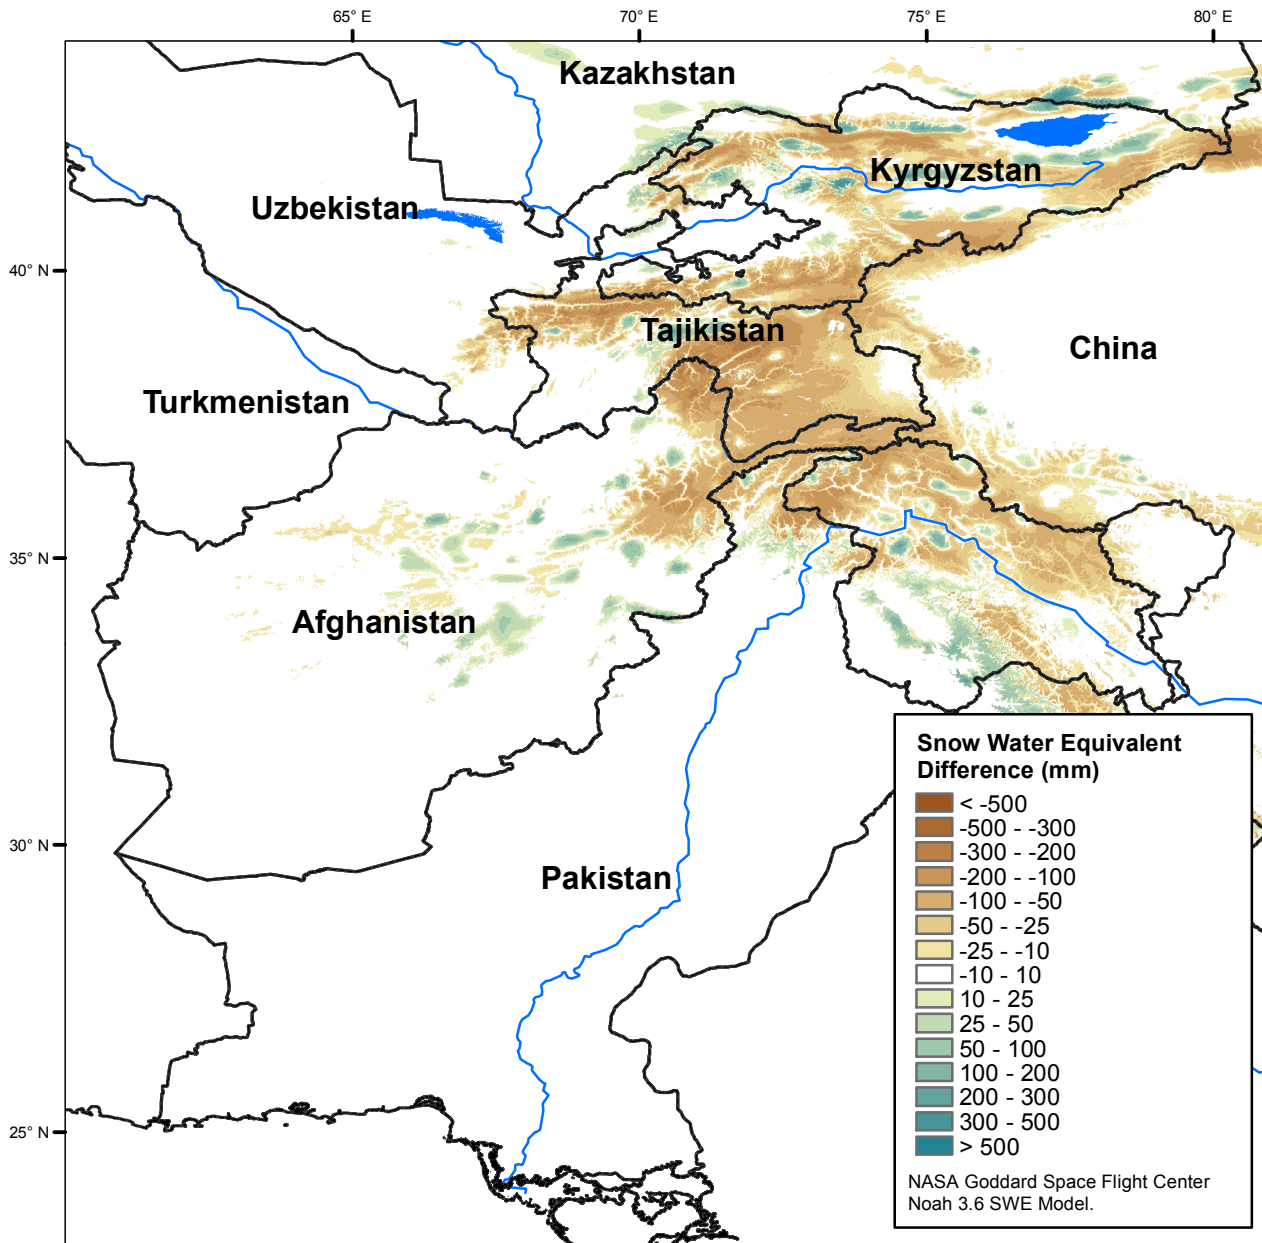 65° E
70° E
75° E
80° E
Kazakhstan
Kyrgyzstan
Uzbekistan
40° N
Tajikistan
China
Turkmenistan
35° N
Afghanistan
30° N
Pakistan
25° N
Snow Water Equivalent
Difference (mm)
< -500
-500 - -300
-300 - -200
-200 - -100
-100 - -50
-50 - -25
-25 - -10
-10 - 10
10 - 25
25 - 50
50 - 100
100 - 200
200 - 300
300 - 500
> 500
NASA Goddard Space Flight Center
Noah 3.6 SWE Model.